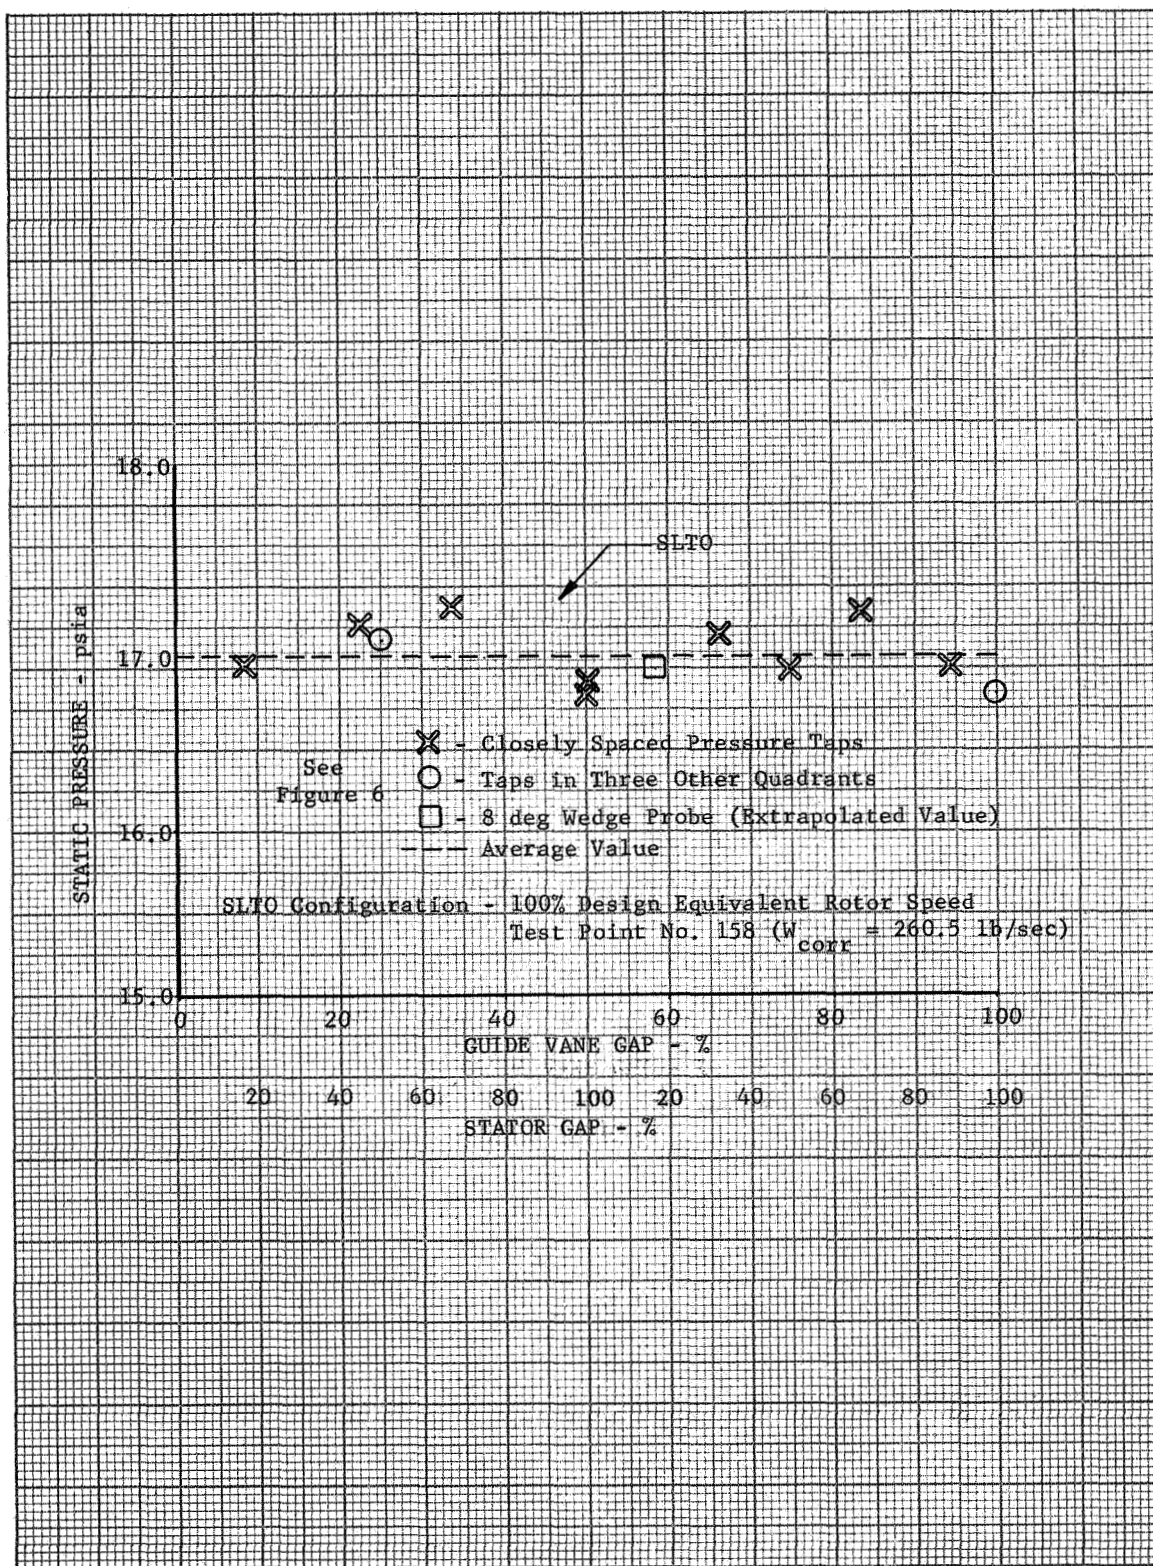 18.0
SLTO
17.0
STATIC PRESSURE - psia
- Closely Spaced Pressure Taps
See
Figure 6
- Taps in Three Other Quadrants
- 8 deg Wedge Probe (Extrapolated Value)
16.0
--- Average Value
SLTO Configuration - 100% Design Equivalent Rotor Speed
Test Point No. 158 (Wcorr = 260.5 lb/sec)
15.0
0 20 40 60 80 100
GUIDE VANE GAP - %
20 40 60 80 100 20 40 60 80 100
STATOR GAP - %